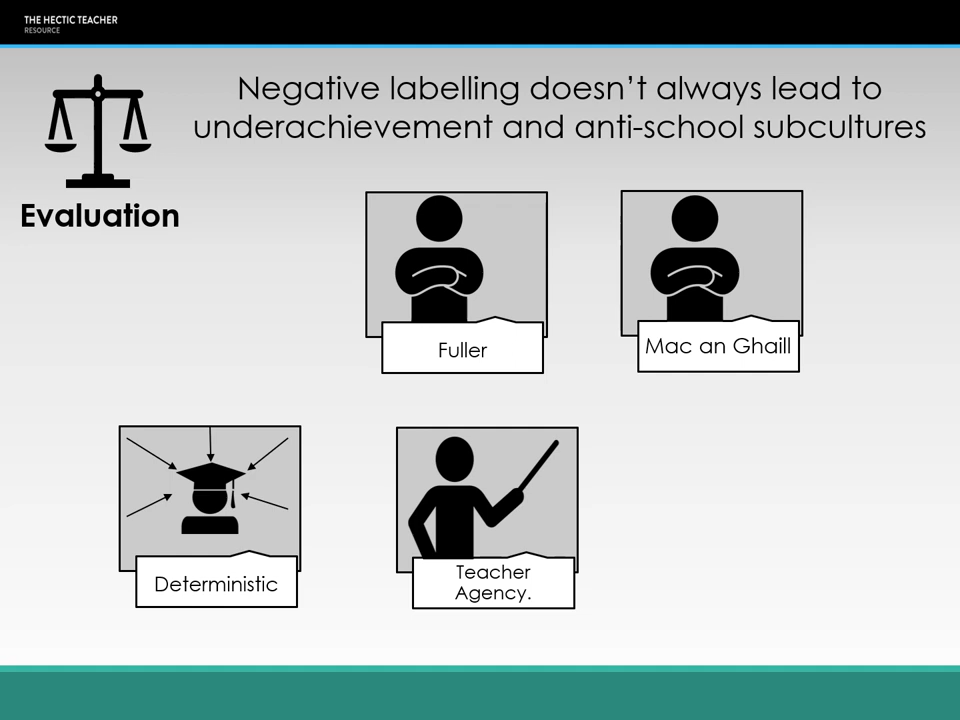 THE HECTIC TEACHER
RESOURCE
Negative labelling doesn’t always lead to
underachievement and anti-school subcultures
Evaluation
Fuller
Mac an Ghaill
Deterministic
Teacher
Agency.